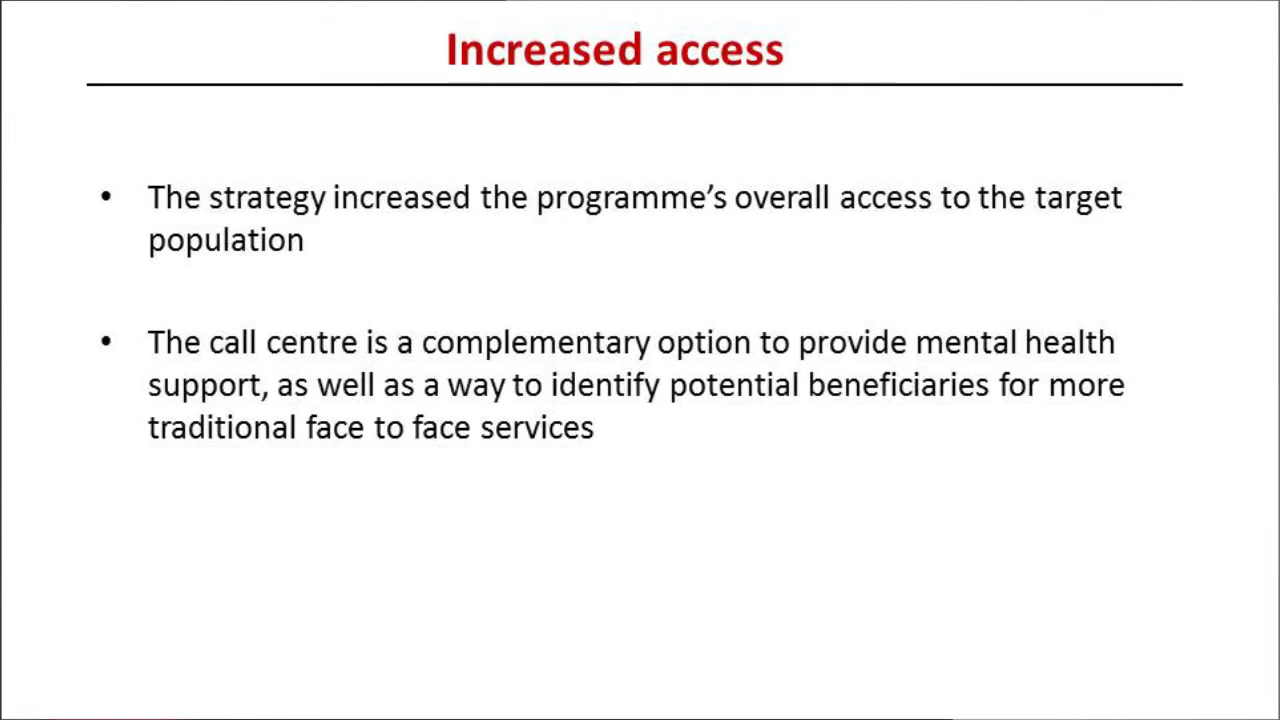 Increased access
• The strategy increased the programme’s overall access to the target
population
• The call centre is a complementary option to provide mental health
support, as well as a way to identify potential beneficiaries for more
traditional face to face services